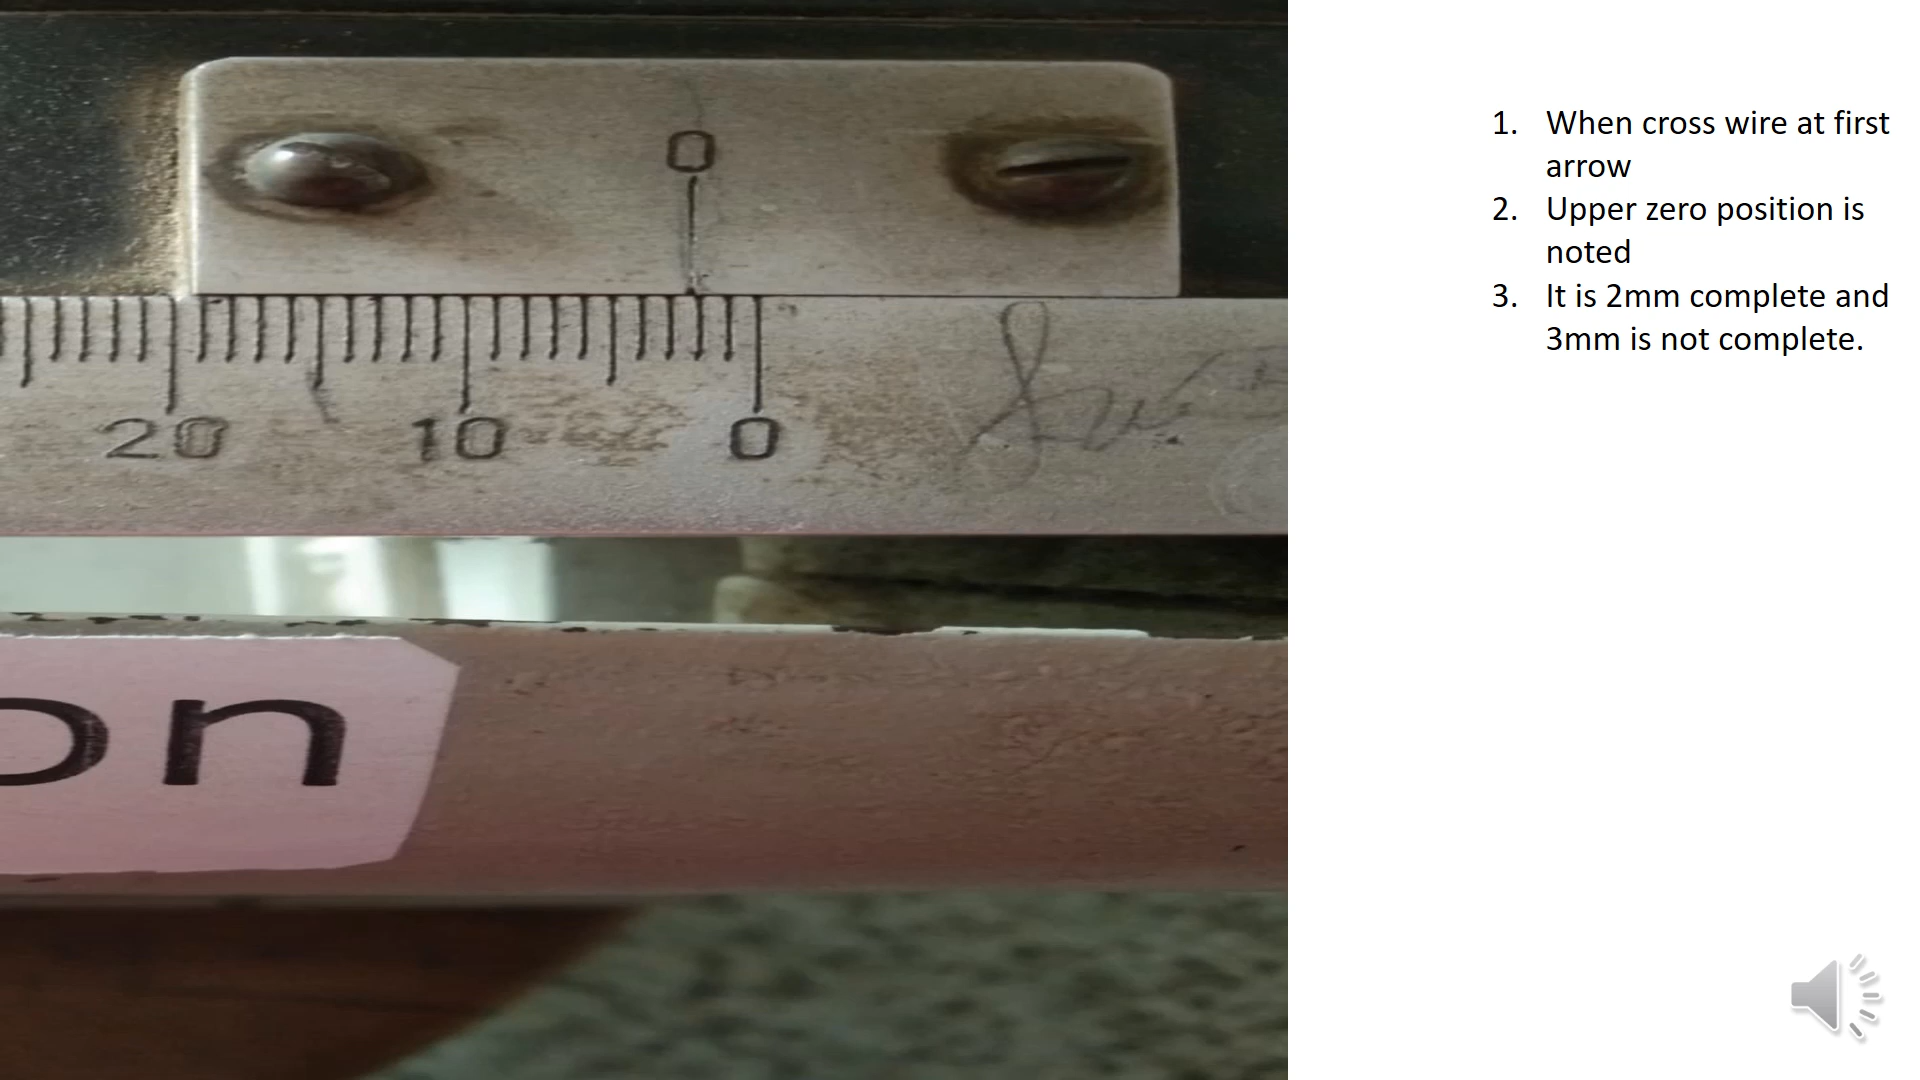 0
20 10 0
on
1. When cross wire at first
arrow
2. Upper zero position is
noted
3. It is 2mm complete and
3mm is not complete.